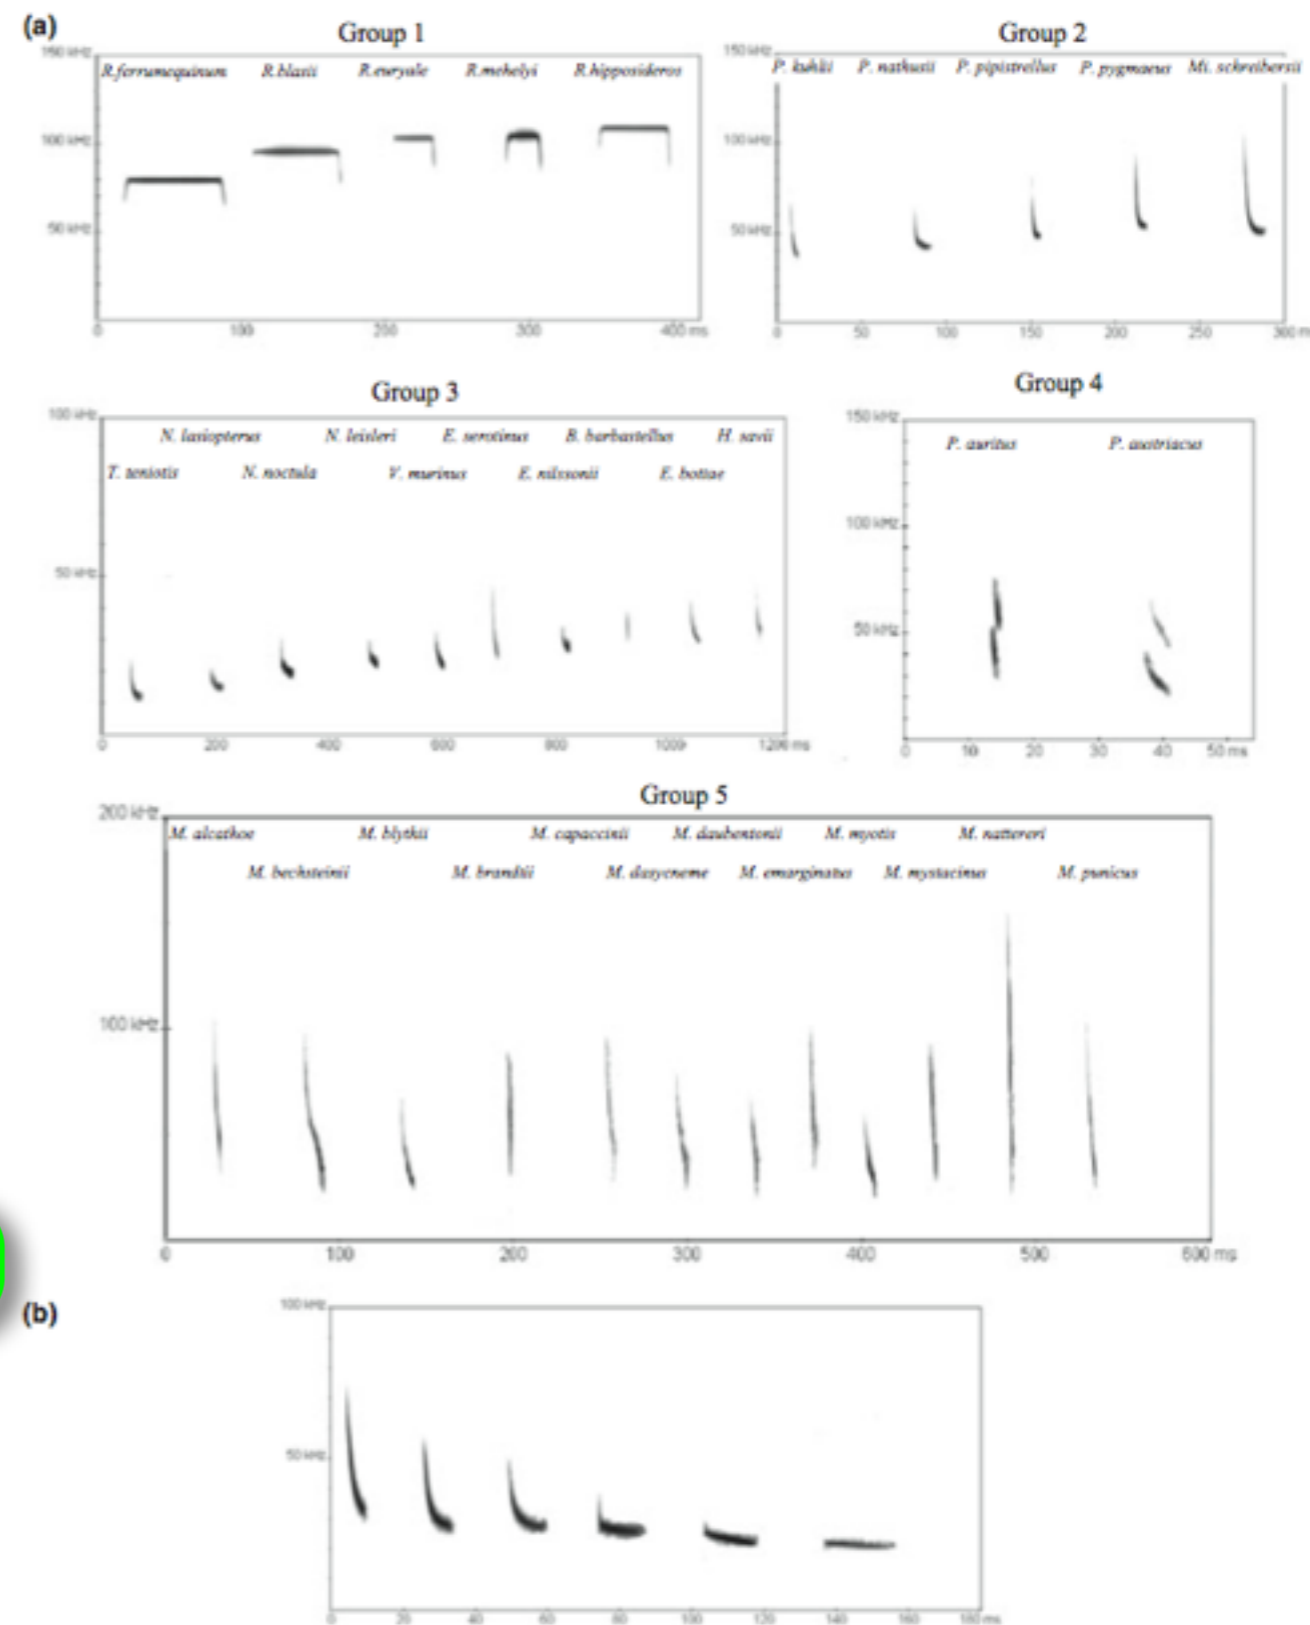 (a)
Group 1
150 kHz
R.ferrumequinum R.blasii R.euryale R.mehelyi R.hipposideros
100 kHz
50 kHz
0 100 200 300 400 ms
Group 2
150 kHz
P. kuhlii P. nathusii P. pipistrellus P. pygmaeus Mi. schreibersii
100 kHz
50 kHz
0 50 100 150 200 250 300 m
Group 3
100 kHz
N. lasiopterus N. leisleri E. serotinus B. barbastellus H. savii
T. teniotis N. noctula V. murinus E. nilssonii E. bottae
50 kHz
0 200 400 600 800 1000 1200 ms
Group 4
150 kHz
P. auritus P. austriacus
100 kHz
50 kHz
0 10 20 30 40 50 ms
Group 5
200 kHz
M. alcathoe M. blythii M. capaccinii M. daubentonii M. myotis M. nattereri
M. bechsteinii M. brandtii M. dasycneme M. emarginatus M. mystacinus M. punicus
100 kHz
0 100 200 300 400 500 600 ms
(b)
100 kHz
50 kHz
0 20 40 60 80 100 120 140 160 180 ms